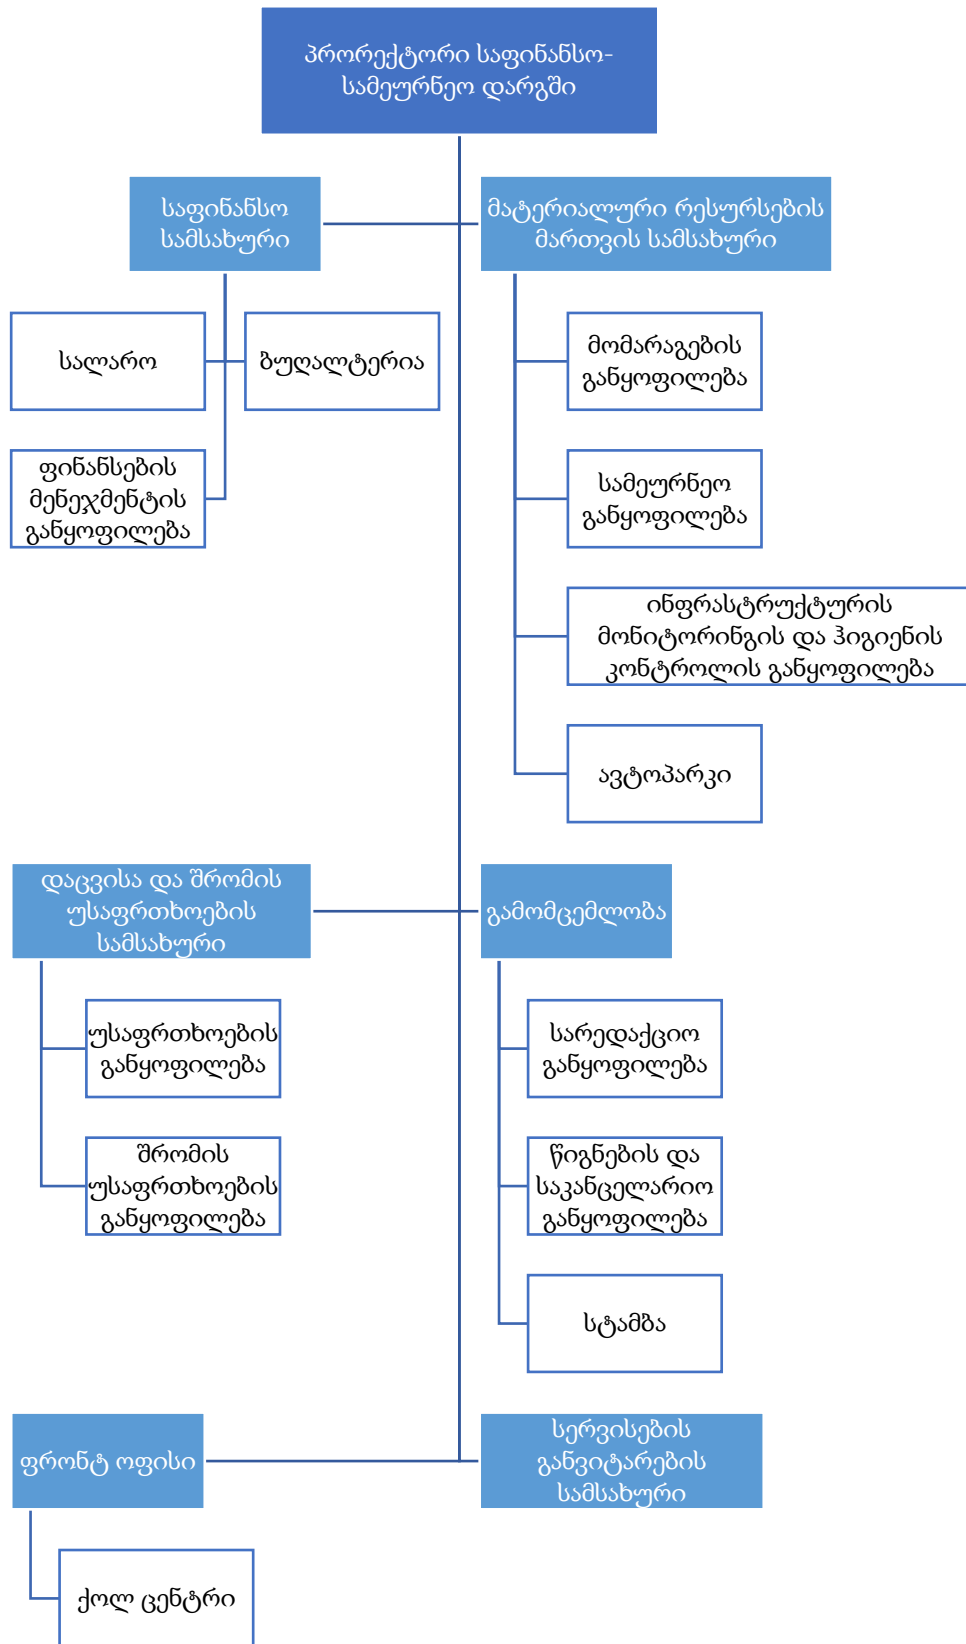 პრორექტორი საფინანსო-
სამეურნეო დარგში
საფინანსო
სამსახური
მატერიალური რესურსების
მართვის სამსახური
სალარო
ბუღალტერია
ფინანსების
მენეჯმენტის
განყოფილება
მომარაგების
განყოფილება
სამეურნეო
განყოფილება
ინფრასტრუქტურის
მონიტორინგის და ჰიგიენის
კონტროლის განყოფილება
ავტოპარკი
დაცვისა და შრომის
უსაფრთხოების
სამსახური
გამომცემლობა
უსაფრთხოების
განყოფილება
შრომის
უსაფრთხოების
განყოფილება
სარედაქციო
განყოფილება
წიგნების და
საკანცელარიო
განყოფილება
სტამბა
ფრონტ ოფისი
სერვისების
განვიტარების
სამსახური
ქოლ ცენტრი